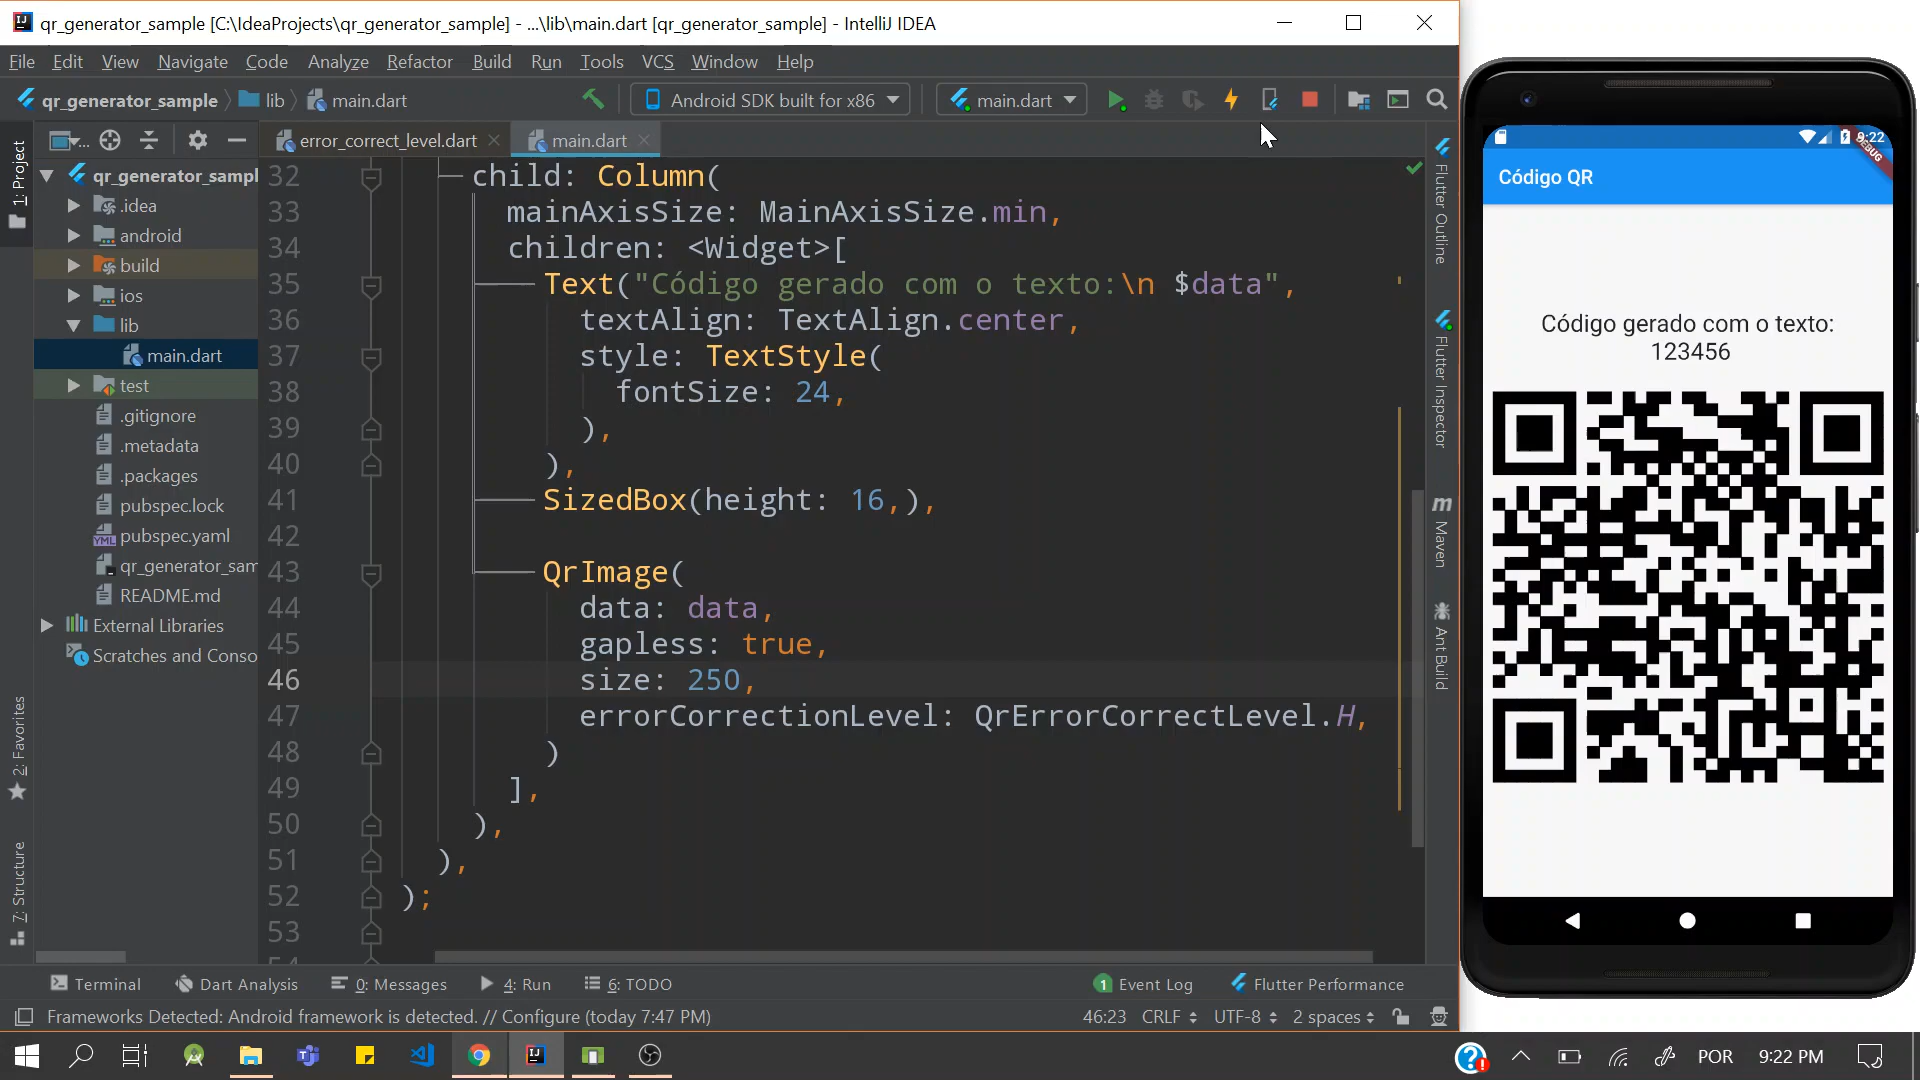 qr_generator_sample [C:\IdeaProjects\qr_generator_sample] - ...\lib\main.dart [qr_generator_sample] - IntelliJ IDEA
File Edit View Navigate Code Analyze Refactor Build Run Tools VCS Window Help
qr_generator_sample lib main.dart Android SDK built for x86 main.dart
error_correct_level.dart main.dart
1: Project
qr_generator_sampl
.idea
android
build
ios
lib
main.dart
test
.gitignore
.metadata
.packages
pubspec.lock
pubspec.yaml
qr_generator_sam
README.md
External Libraries
Scratches and Conso
2: Favorites
7: Structure
32 child: Column(
33 mainAxisSize: MainAxisSize.min,
34 children: <Widget>[
35 Text("Código gerado com o texto:\n $data",
36 textAlign: TextAlign.center,
37 style: TextStyle(
38 fontSize: 24,
39 ),
40 ),
41 SizedBox(height: 16,),
42
43 QrImage(
44 data: data,
45 gapless: true,
46 size: 250,
47 errorCorrectionLevel: QrErrorCorrectLevel.H,
48 )
49 ],
50 ),
51 ),
52 );
53
Flutter Outline
Flutter Inspector
m Maven
Ant Build
9:22
DEBUG
Código QR
Código gerado com o texto:
123456
Terminal Dart Analysis 0: Messages 4: Run 6: TODO 1 Event Log Flutter Performance
Frameworks Detected: Android framework is detected. // Configure (today 7:47 PM) 46:23 CRLF UTF-8 2 spaces
POR 9:22 PM